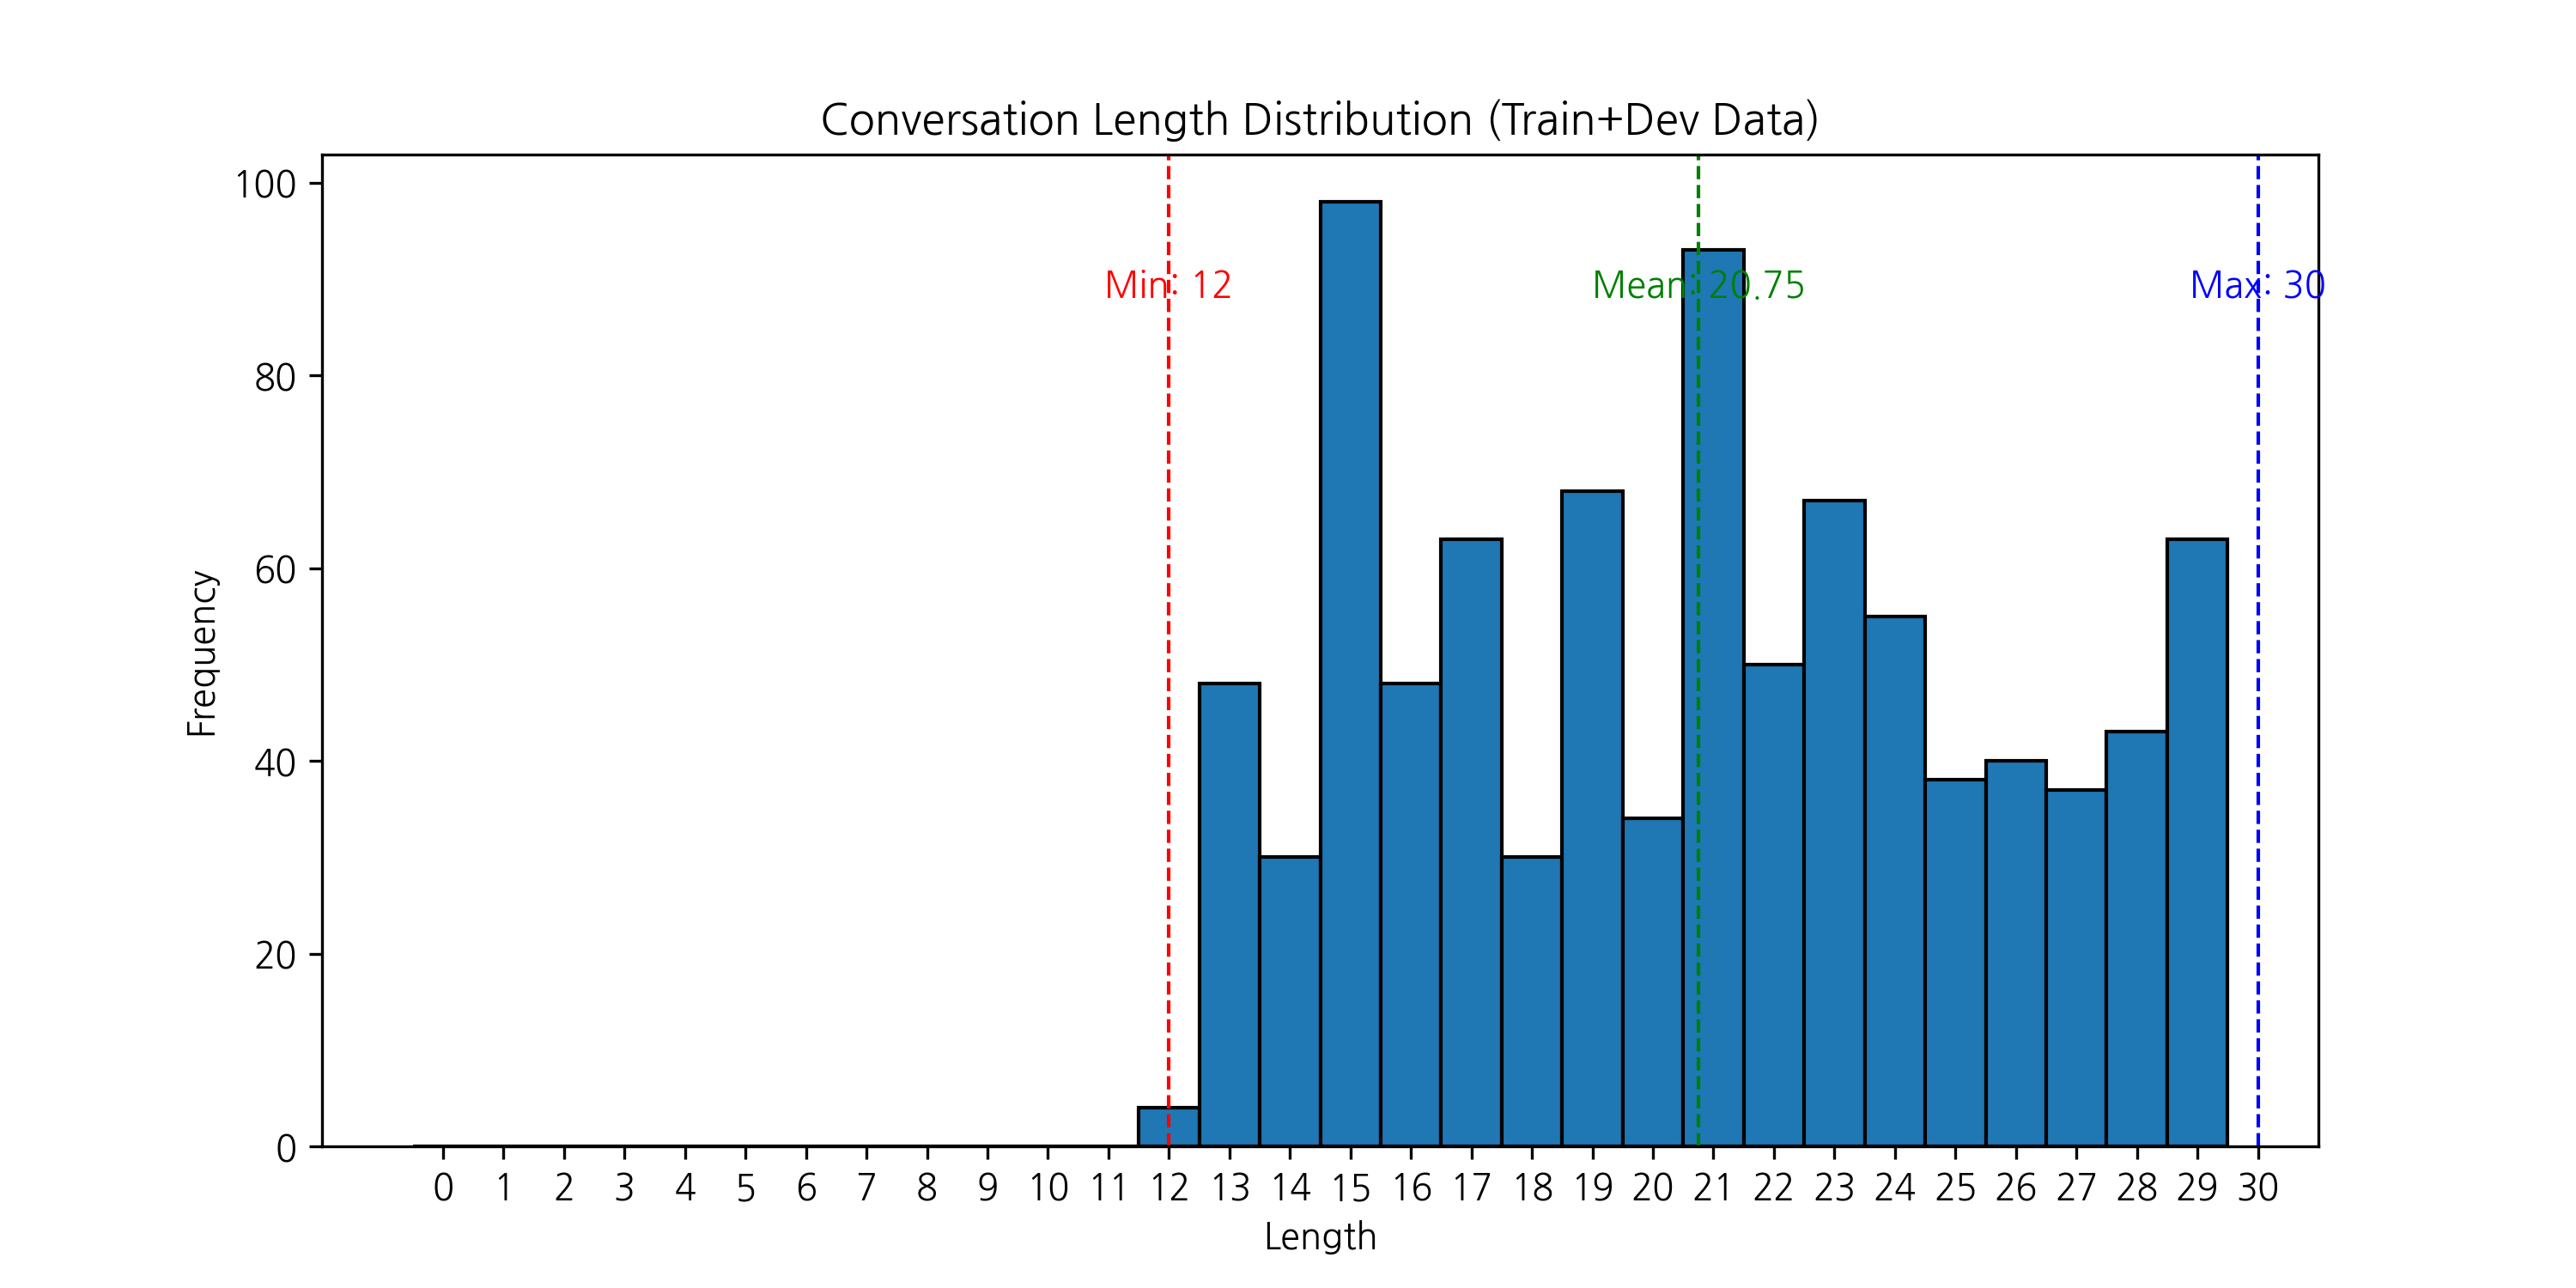 Conversation Length Distribution (Train+Dev Data)
100
80
60
40
20
0
Frequency
Min: 12
Mean: 20.75
Max: 30
0 1 2 3 4 5 6 7 8 9 10 11 12 13 14 15 16 17 18 19 20 21 22 23 24 25 26 27 28 29 30
Length